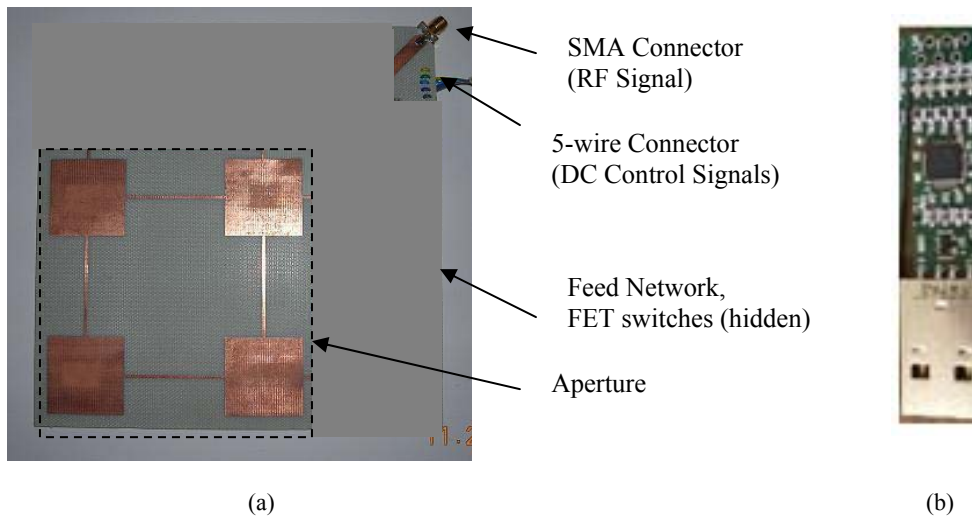 SMA Connector
(RF Signal)
5-wire Connector
(DC Control Signals)
Feed Network,
FET switches (hidden)
Aperture
(a)
(b)